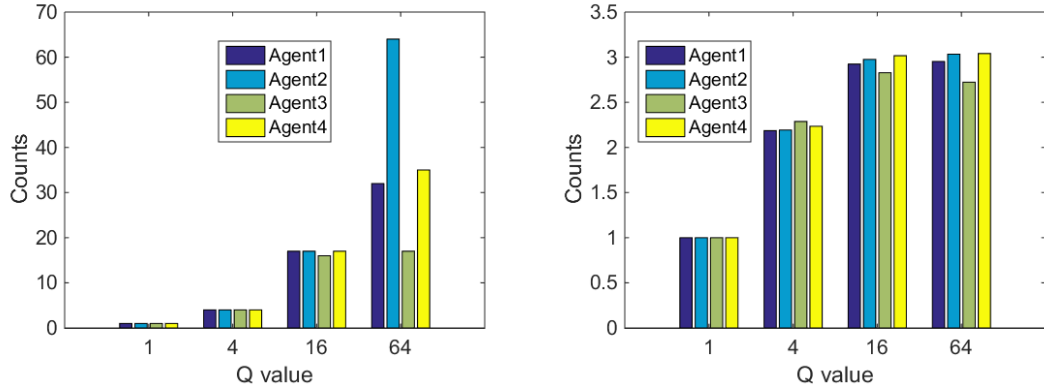 70
60
50
40
30
20
10
0
Counts
Agent1
Agent2
Agent3
Agent4
1 4 16 64
Q value
3.5
3
2.5
2
1.5
1
0.5
0
Counts
Agent1
Agent2
Agent3
Agent4
1 4 16 64
Q value